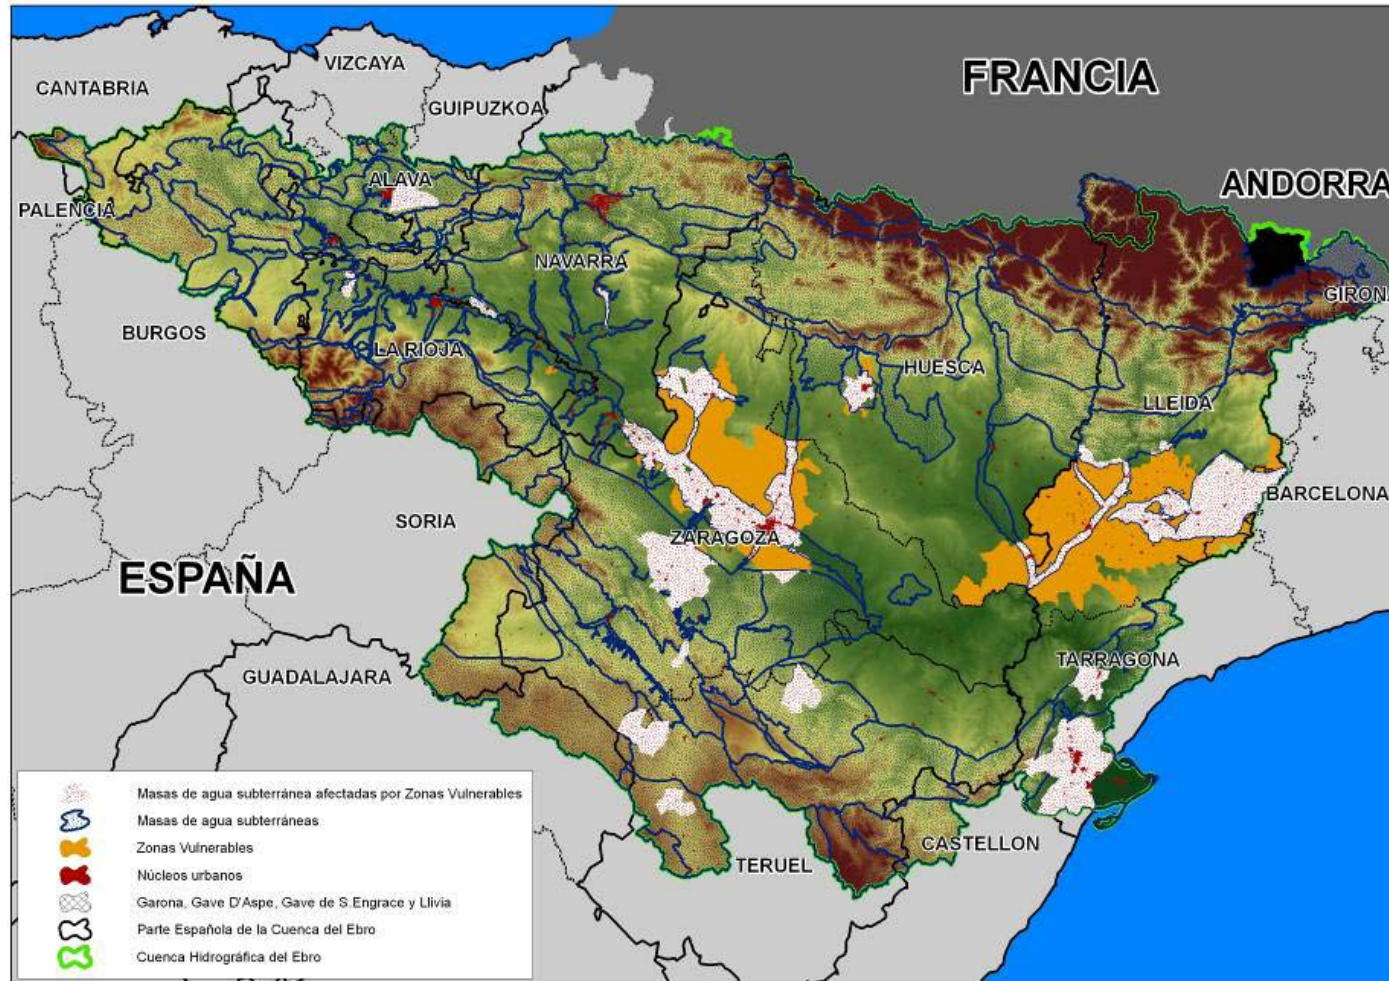 FRANCIA
VIZCAYA
CANTABRIA
GUIPUZKOA
ANDORRA
ALAVA
PALENCIA
NAVARRA
GIRON
BURGOS
LA RIOJA
HUESCA
LLEIDA
BARCELONA
SORIA
ZARAGOZA
ESPAÑA
TARRAGONA
GUADALAJARA
CASTELLON
TERUEL
Masas de agua subterránea afectadas por Zonas Vulnerables
Masas de agua subterráneas
Zonas Vulnerables
Núcleos urbanos
Garona, Gave D'Aspe, Gave de S.Engrace y Llivia
Parte Española de la Cuenca del Ebro
Cuenca Hidrográfica del Ebro